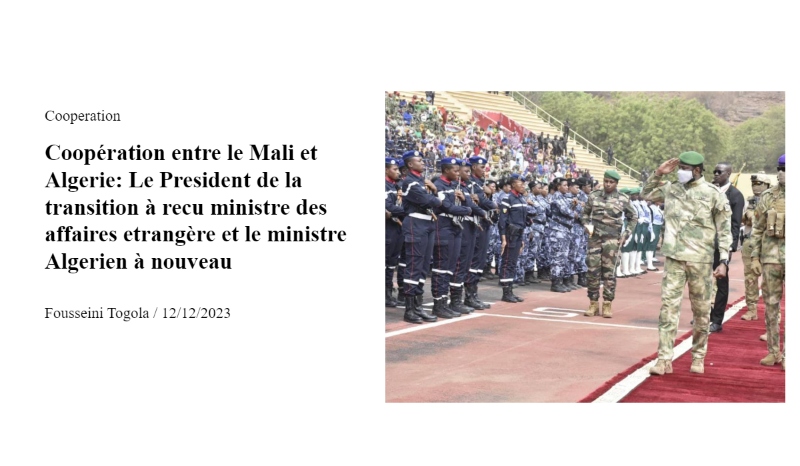 Cooperation
Coopération entre le Mali et
Algerie: Le President de la
transition à recu ministre des
affaires etrangère et le ministre
Algerien à nouveau
Fousseini Togola / 12/12/2023